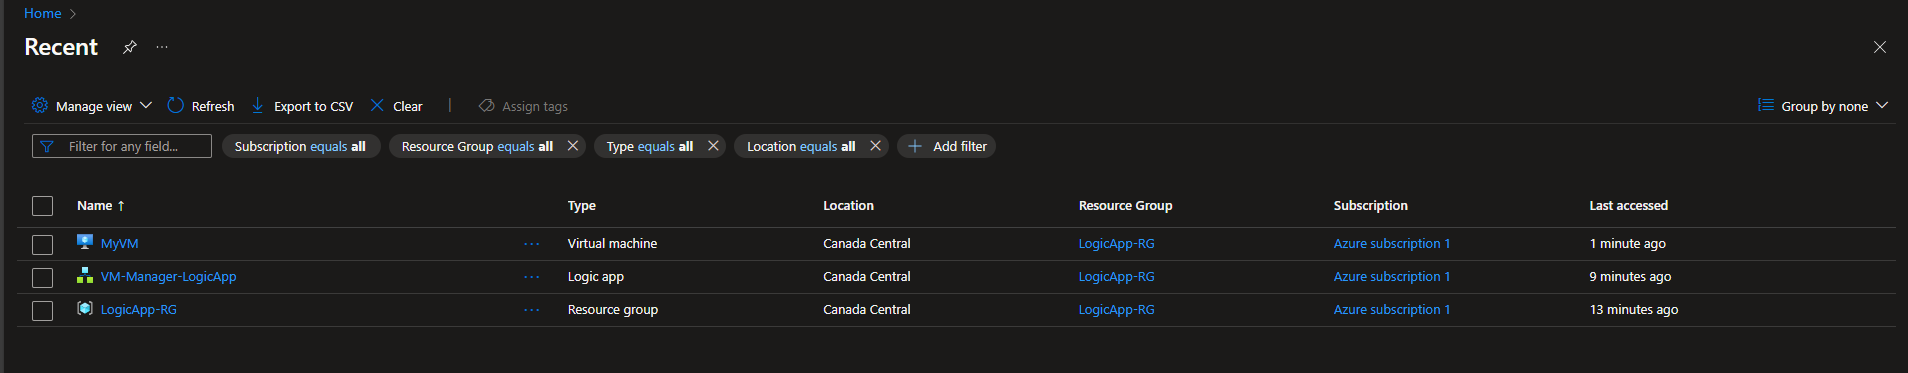 Home >
Recent ...
Manage view Refresh Export to CSV Clear | Assign tags Group by none
Filter for any field... Subscription equals all Resource Group equals all Type equals all Location equals all Add filter
Name ↑ Type Location Resource Group Subscription Last accessed
MyVM ... Virtual machine Canada Central LogicApp-RG Azure subscription 1 1 minute ago
VM-Manager-LogicApp ... Logic app Canada Central LogicApp-RG Azure subscription 1 9 minutes ago
LogicApp-RG ... Resource group Canada Central LogicApp-RG Azure subscription 1 13 minutes ago